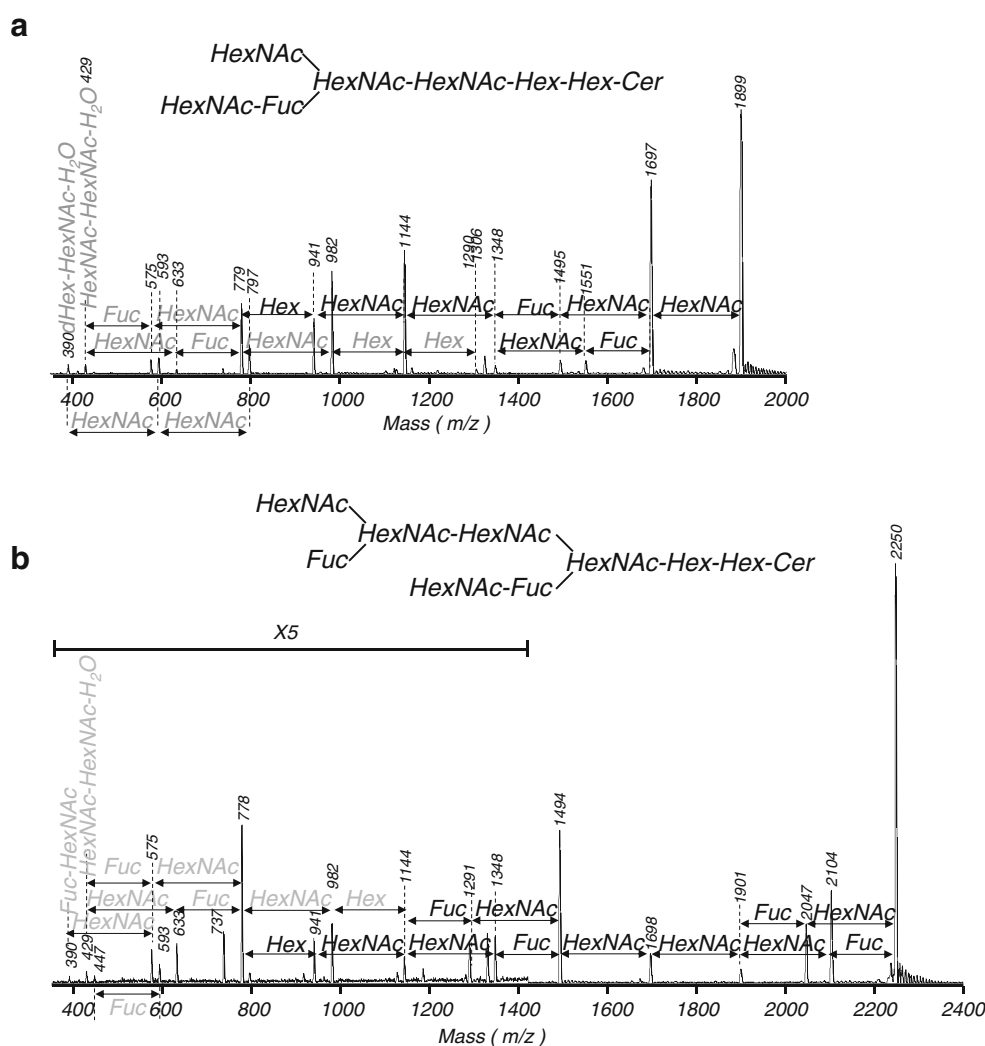 a
HexNAc
HexNAc-HexNAc-Hex-Hex-Cer
HexNAc-Fuc
390
dHex-HexNAc-H2O
HexNAc-HexNAc-H2O
429
575
593
633
779
797
941
982
1144
1290
1306
1348
1495
1551
1697
1899
Fuc HexNAc Hex HexNAc HexNAc Fuc HexNAc HexNAc
HexNAc Fuc HexNAc Hex Hex HexNAc Fuc
400 600 800 1000 1200 1400 1600 1800 2000
HexNAc HexNAc
Mass ( m/z )
b
HexNAc
HexNAc-HexNAc
Fuc
HexNAc-Hex-Hex-Cer
HexNAc-Fuc
X5
Fuc-HexNAc
Fuc-HexNAc-HexNAc-H2O
390
429
447
575
593
633
737
778
941
982
1144
1291
1348
1494
1698
1901
2047
2104
2250
Fuc HexNAc
HexNAc Fuc HexNAc Hex
HexNAc Fuc HexNAc Fuc HexNAc
Hex HexNAc HexNAc Fuc HexNAc HexNAc HexNAc Fuc
400 600 800 1000 1200 1400 1600 1800 2000 2200 2400
Fuc
Mass ( m/z )